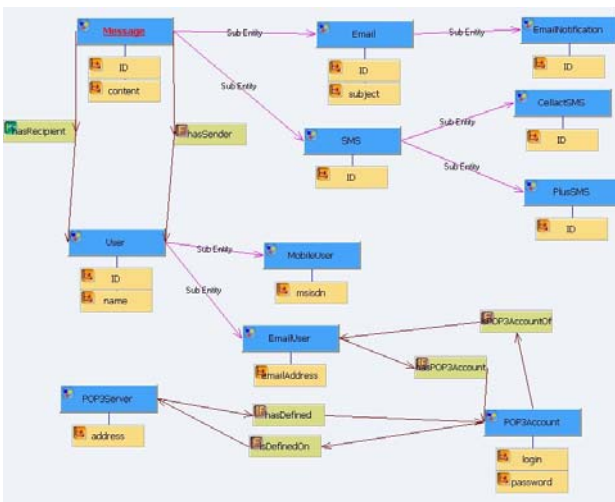 Message
Sub Entity
Email
Sub Entity
EmailNotification
ID
content
ID
subject
ID
hasRecipient
hasSender
Sub Entity
SMS
ID
Sub Entity
CellactSMS
ID
Sub Entity
PlusSMS
ID
User
ID
name
Sub Entity
MobileUser
msisdn
Sub Entity
EmailUser
emailAddress
isPOP3AccountOf
hasPOP3Account
POP3Server
address
hasDefined
isDefinedOn
POP3Account
login
password